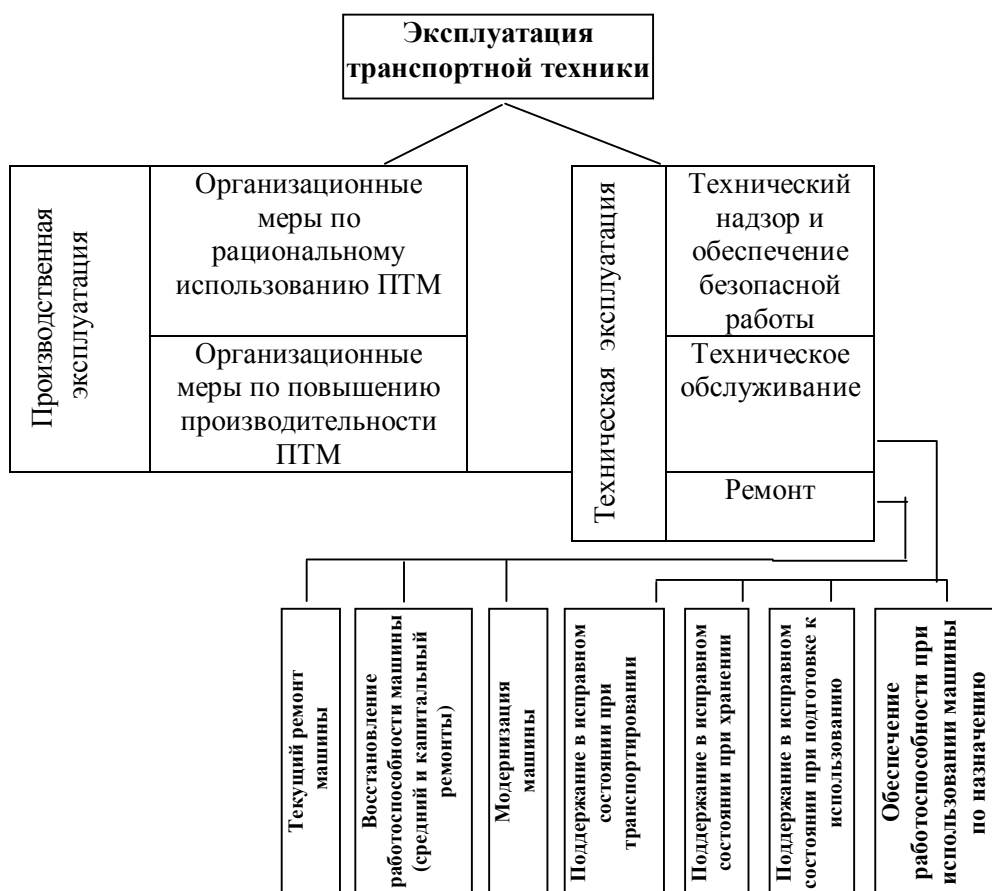 Эксплуатация
транспортной техники
Производственная
эксплуатация
Организационные
меры по
рациональному
использованию ПТМ
Организационные
меры по повышению
производительности
ПТМ
Техническая эксплуатация
Технический
надзор и
обеспечение
безопасной
работы
Техническое
обслуживание
Ремонт
Текущий ремонт
машины
Восстановление
работоспособности машины
(средний и капитальный
ремонты)
Модернизация
машины
Поддержание в исправном
состоянии при
транспортировании
Поддержание в исправном
состоянии при хранении
Поддержание в исправном
состоянии при подготовке к
использованию
Обеспечение
работоспособности при
использовании машины
по назначению